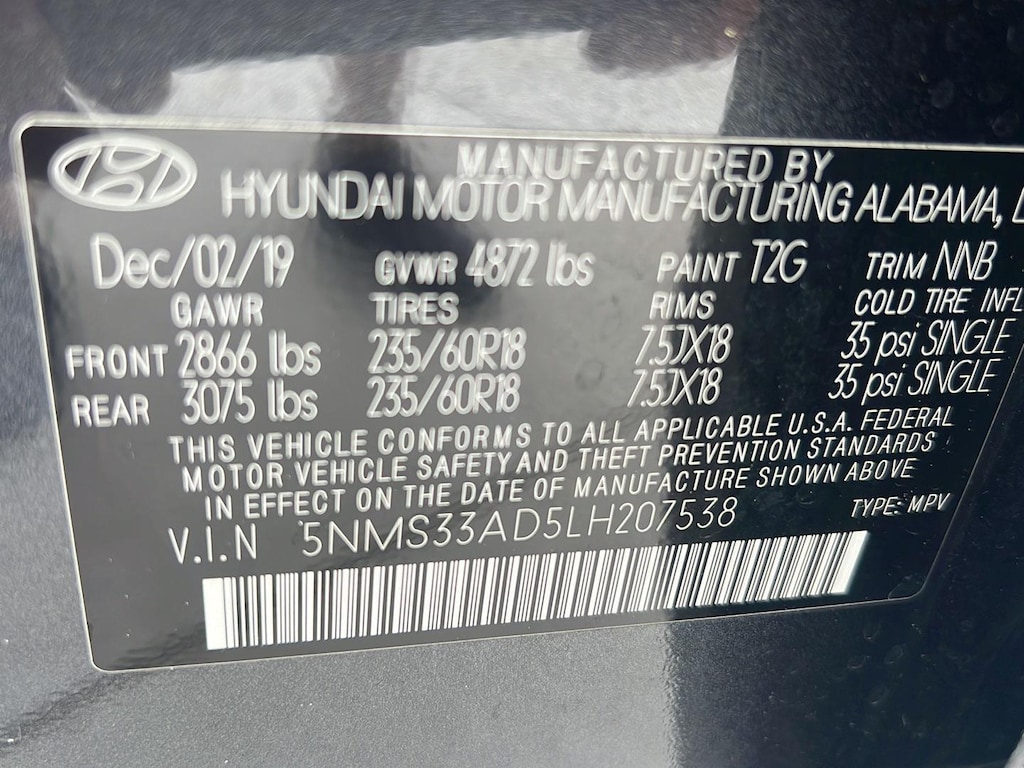 MANUFACTURED BY
HYUNDAI MOTOR MANUFACTURING ALABAMA,
Dec/02/19 GVWR 4872 lbs PAINT T2G TRIM NNB
GAWR TIRES RIMS COLD TIRE INFL
FRONT 2866 lbs 235/60R18 7.5JX18 35 psi SINGLE
REAR 3075 lbs 235/60R18 7.5JX18 35 psi SINGLE
THIS VEHICLE CONFORMS TO ALL APPLICABLE U.S.A. FEDERAL
MOTOR VEHICLE SAFETY AND THEFT PREVENTION STANDARDS
IN EFFECT ON THE DATE OF MANUFACTURE SHOWN ABOVE
V.I.N 5NMS33AD5LH207538 TYPE: MPV